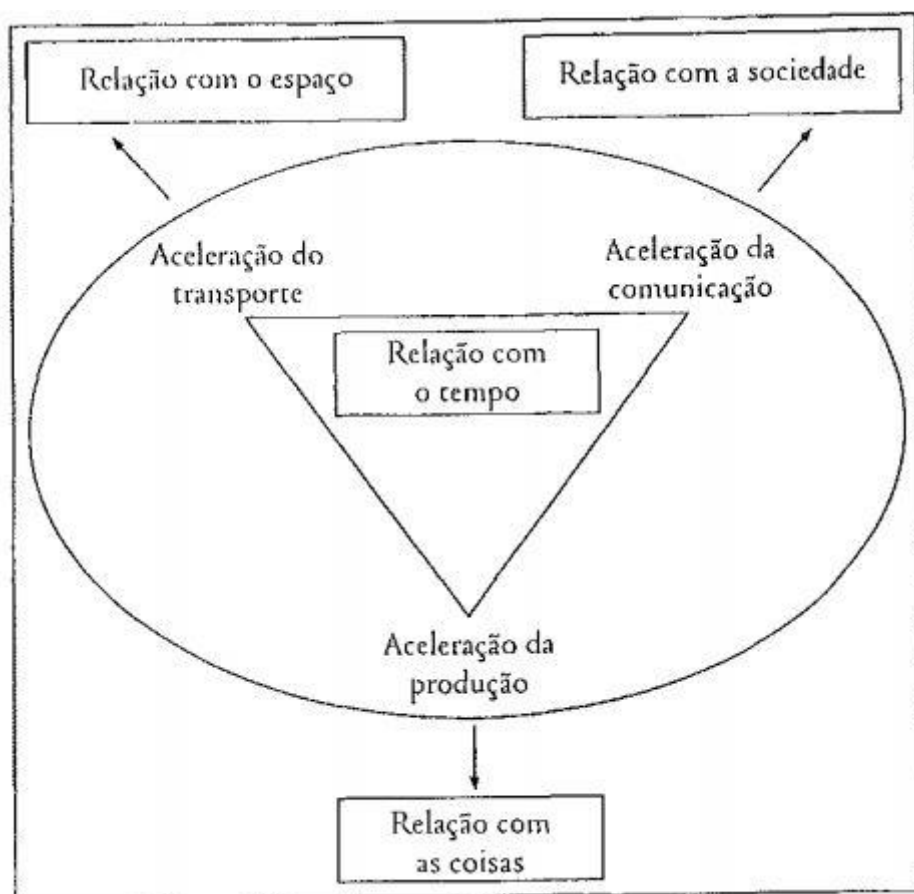 Relação com o espaço
Relação com a sociedade
Aceleração do
transporte
Aceleração da
comunicação
Relação com
o tempo
Aceleração da
produção
Relação com
as coisas